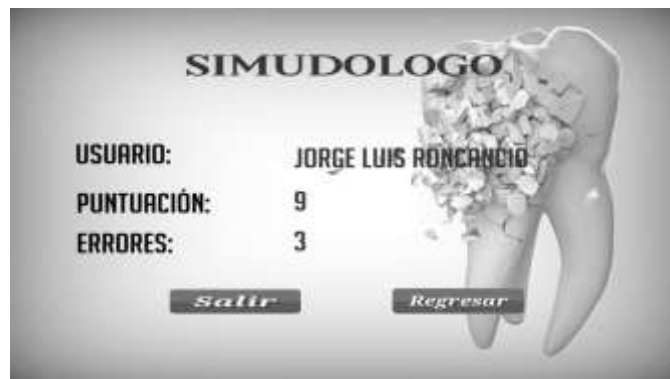 SIMUDOLOGO
USUARIO: JORGE LUIS RONCANCIO
PUNTUACIÓN: 9
ERRORES: 3
Salir Regresar